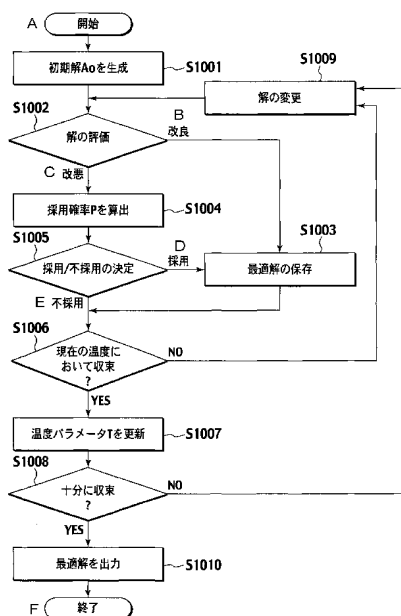 A 開始
初期解Aoを生成
S1001
S1009
解の変更
S1002
解の評価
B
改良
C 改悪
採用確率Pを算出
S1004
S1005
採用/不採用の決定
D
採用
S1003
最適解の保存
E 不採用
S1006
現在の温度に
おいて収束
?
NO
YES
温度パラメータTを更新
S1007
S1008
十分に収束
?
NO
YES
最適解を出力
S1010
F 終了